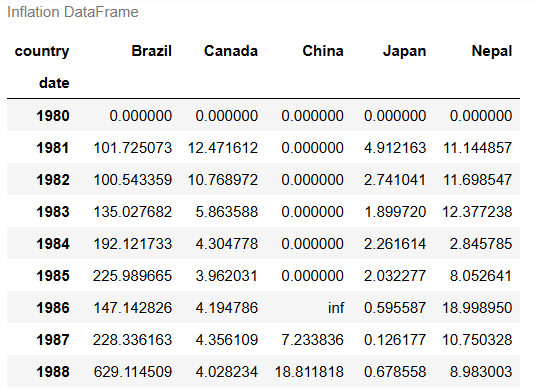 Inflation DataFrame
country Brazil Canada China Japan Nepal
date
1980 0.000000 0.000000 0.000000 0.000000 0.000000
1981 101.725073 12.471612 0.000000 4.912163 11.144857
1982 100.543359 10.768972 0.000000 2.741041 11.698547
1983 135.027682 5.863588 0.000000 1.899720 12.377238
1984 192.121733 4.304778 0.000000 2.261614 2.845785
1985 225.989665 3.962031 0.000000 2.032277 8.052641
1986 147.142826 4.194786 inf 0.595587 18.998950
1987 228.336163 4.356109 7.233836 0.126177 10.750328
1988 629.114509 4.028234 18.811818 0.678558 8.983003